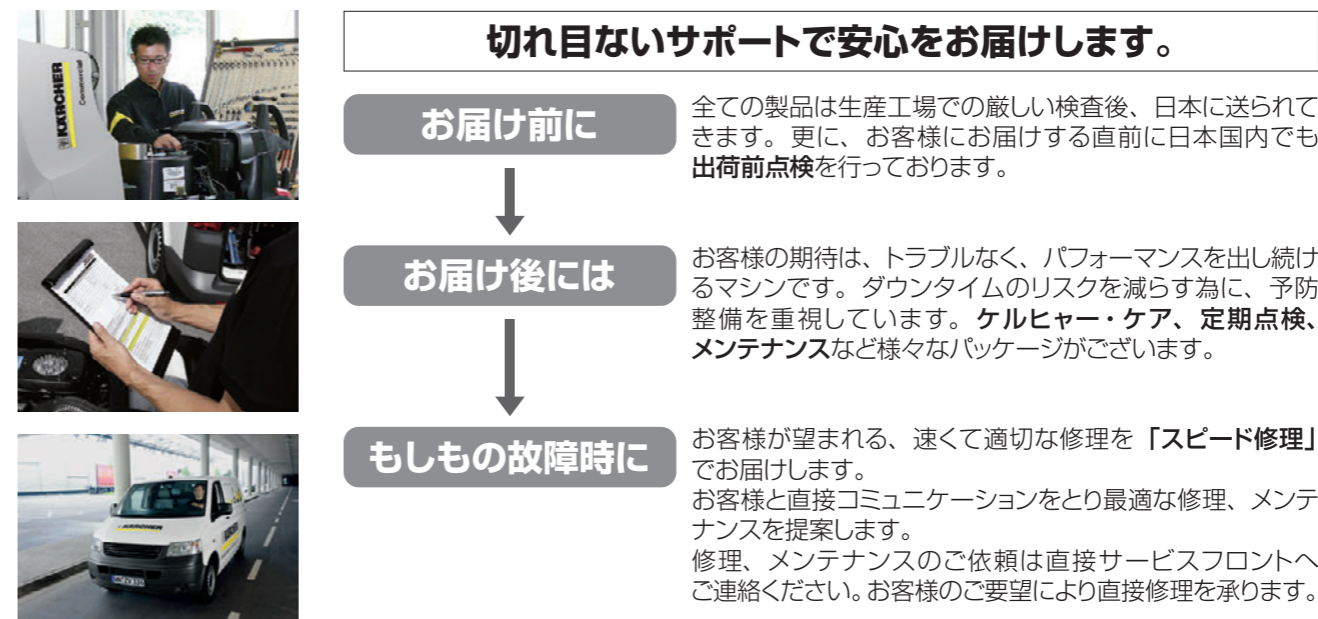 切れ目ないサポートで安心をお届けします。
KÄRCHER
Commercial
お届け前に
全ての製品は生産工場での厳しい検査後、日本に送られて
きます。更に、お客様にお届けする直前に日本国内でも
出荷前点検を行っております。
お届け後には
お客様の期待は、トラブルなく、パフォーマンスを出し続け
るマシンです。ダウンタイムのリスクを減らす為に、予防
整備を重視しています。ケルヒャー・ケア、定期点検、
メンテナンスなど様々なパッケージがございます。
もしもの故障時に
お客様が望まれる、速くて適切な修理を「スピード修理」
でお届けします。
お客様と直接コミュニケーションをとり最適な修理、メンテ
ナンスを提案します。
修理、メンテナンスのご依頼は直接サービスフロントへ
ご連絡ください。お客様のご要望により直接修理を承ります。
KÄRCHER